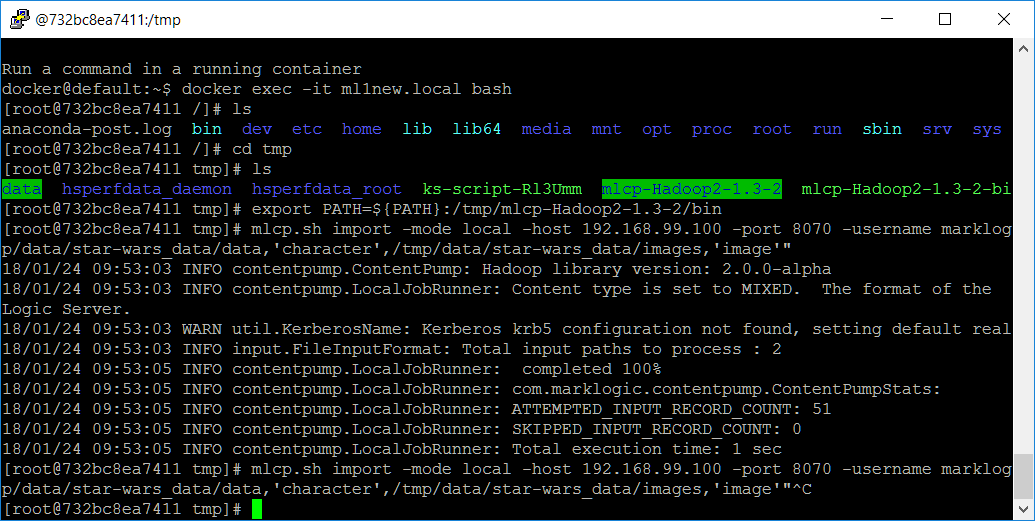 @732bc8ea7411:/tmp
Run a command in a running container
docker@default:~$ docker exec -it ml1new.local bash
[root@732bc8ea7411 /]# ls
anaconda-post.log  bin  dev  etc  home  lib  lib64  media  mnt  opt  proc  root  run  sbin  srv  sys
[root@732bc8ea7411 /]# cd tmp
[root@732bc8ea7411 tmp]# ls
data  hsperfdata_daemon  hsperfdata_root  ks-script-Rl3Umm  mlcp-Hadoop2-1.3-2  mlcp-Hadoop2-1.3-2-bi
[root@732bc8ea7411 tmp]# export PATH=${PATH}:/tmp/mlcp-Hadoop2-1.3-2/bin
[root@732bc8ea7411 tmp]# mlcp.sh import -mode local -host 192.168.99.100 -port 8070 -username marklog
p/data/star-wars_data/data,'character',/tmp/data/star-wars_data/images,'image'"
18/01/24 09:53:03 INFO contentpump.ContentPump: Hadoop library version: 2.0.0-alpha
18/01/24 09:53:03 INFO contentpump.LocalJobRunner: Content type is set to MIXED.  The format of the
Logic Server.
18/01/24 09:53:03 WARN util.KerberosName: Kerberos krb5 configuration not found, setting default real
18/01/24 09:53:03 INFO input.FileInputFormat: Total input paths to process : 2
18/01/24 09:53:05 INFO contentpump.LocalJobRunner:  completed 100%
18/01/24 09:53:05 INFO contentpump.LocalJobRunner: com.marklogic.contentpump.ContentPumpStats:
18/01/24 09:53:05 INFO contentpump.LocalJobRunner: ATTEMPTED_INPUT_RECORD_COUNT: 51
18/01/24 09:53:05 INFO contentpump.LocalJobRunner: SKIPPED_INPUT_RECORD_COUNT: 0
18/01/24 09:53:05 INFO contentpump.LocalJobRunner: Total execution time: 1 sec
[root@732bc8ea7411 tmp]# mlcp.sh import -mode local -host 192.168.99.100 -port 8070 -username marklog
p/data/star-wars_data/data,'character',/tmp/data/star-wars_data/images,'image'"^C
[root@732bc8ea7411 tmp]#